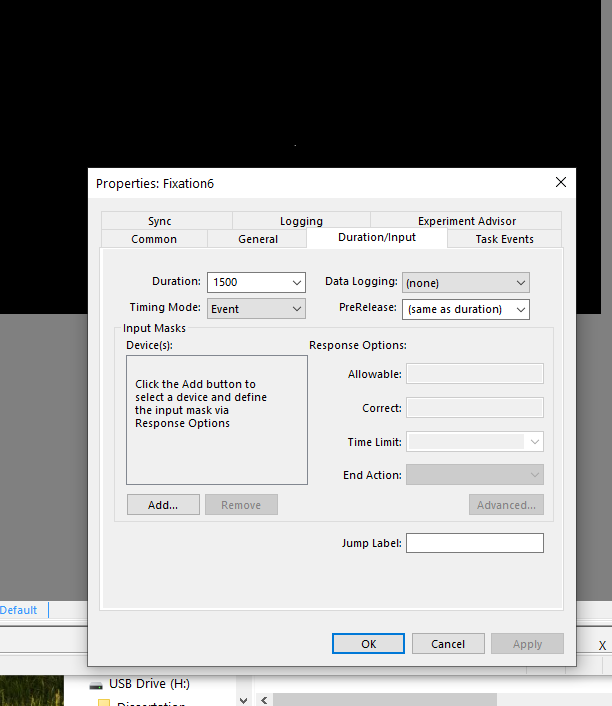 Properties: Fixation6
Sync
Logging
Experiment Advisor
Common
General
Duration/Input
Task Events
Duration:
1500
Data Logging:
(none)
Timing Mode:
Event
PreRelease:
(same as duration)
Input Masks
Device(s):
Response Options:
Click the Add button to
select a device and define
the input mask via
Response Options
Allowable:
Correct:
Time Limit:
End Action:
Add...
Remove
Advanced...
Jump Label:
Default
OK
Cancel
Apply
X
USB Drive (H:)
Dissertation